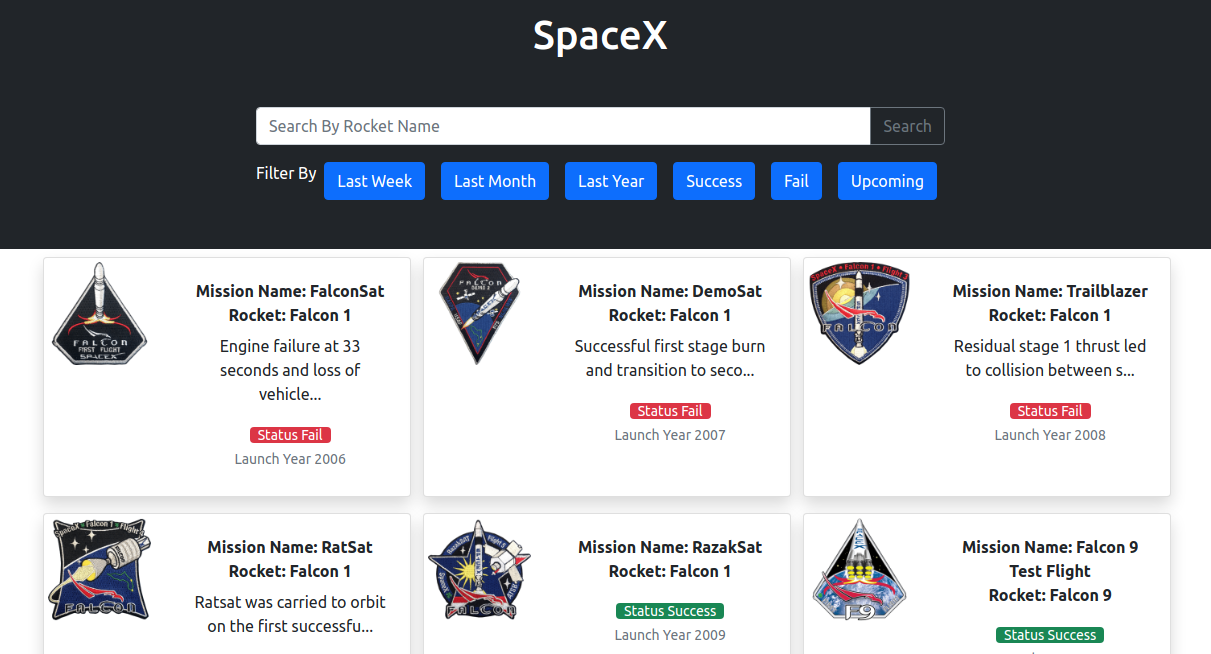 SpaceX
Search By Rocket Name
Search
Filter By
Last Week
Last Month
Last Year
Success
Fail
Upcoming
FALCON
FIRST FLIGHT
SPACEX
Mission Name: FalconSat
Rocket: Falcon 1
Engine failure at 33
seconds and loss of
vehicle...
Status Fail
Launch Year 2006
FALCON
DEMO 2
Mission Name: DemoSat
Rocket: Falcon 1
Successful first stage burn
and transition to seco...
Status Fail
Launch Year 2007
SpaceX • Falcon 1 • Flight 3
FALCON
Mission Name: Trailblazer
Rocket: Falcon 1
Residual stage 1 thrust led
to collision between s...
Status Fail
Launch Year 2008
SpaceX Falcon 1 Flight
FALCON
Mission Name: RatSat
Rocket: Falcon 1
Ratsat was carried to orbit
on the first successfu...
RazakSAT Flight 5
SpaceX
FALCON
Mission Name: RazakSat
Rocket: Falcon 1
Status Success
Launch Year 2009
F9
Mission Name: Falcon 9
Test Flight
Rocket: Falcon 9
Status Success